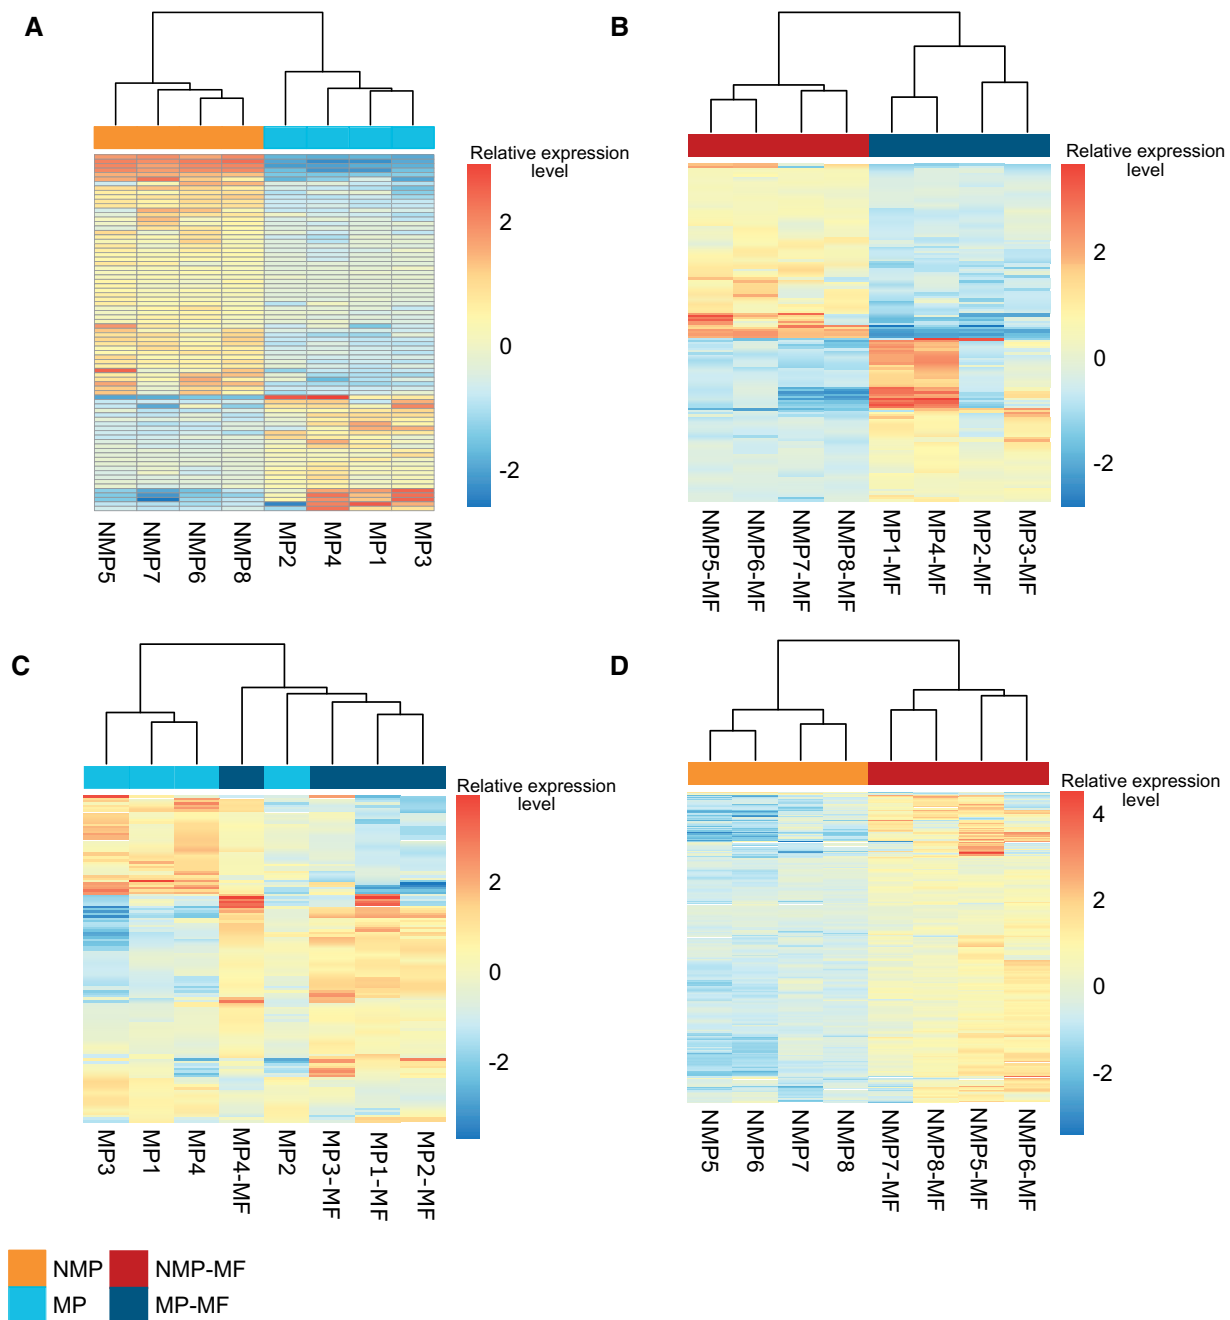 A
Relative expression
level
2
0
-2
NMP5
NMP7
NMP6
NMP8
MP2
MP4
MP1
MP3
B
Relative expression
level
2
0
-2
NMP5-MF
NMP6-MF
NMP7-MF
NMP8-MF
MP1-MF
MP4-MF
MP2-MF
MP3-MF
C
Relative expression
level
2
0
-2
MP3
MP1
MP4
MP4-MF
MP2
MP3-MF
MP1-MF
MP2-MF
D
Relative expression
level
4
2
0
-2
NMP5
NMP6
NMP7
NMP8
NMP7-MF
NMP8-MF
NMP5-MF
NMP6-MF
NMP
NMP-MF
MP
MP-MF